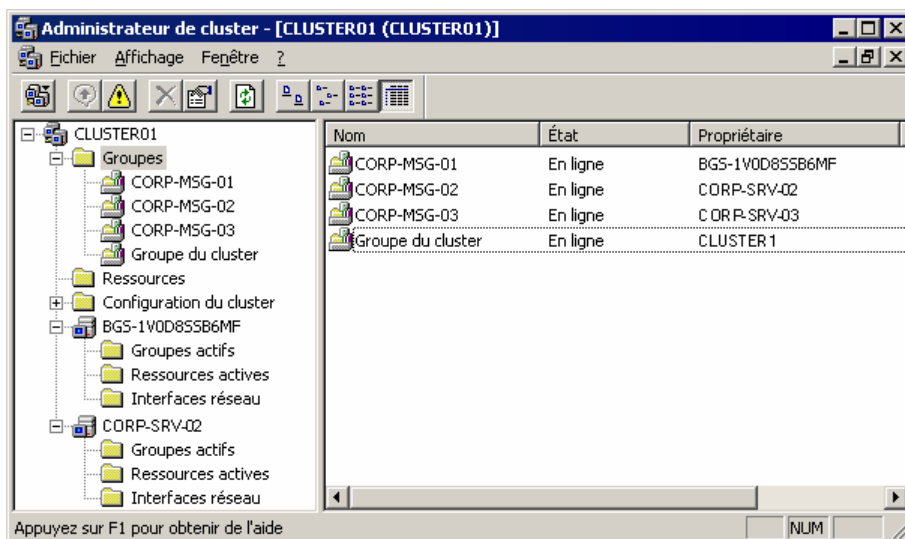 Administrateur de cluster - [CLUSTER01 (CLUSTER01)]
Fichier Affichage Fenêtre ?
CLUSTER01
Groupes
CORP-MSG-01
CORP-MSG-02
CORP-MSG-03
Groupe du cluster
Ressources
Configuration du cluster
BGS-1V0D8SSB6MF
Groupes actifs
Ressources actives
Interfaces réseau
CORP-SRV-02
Groupes actifs
Ressources actives
Interfaces réseau
Nom État Propriétaire
CORP-MSG-01 En ligne BGS-1V0D8SSB6MF
CORP-MSG-02 En ligne CORP-SRV-02
CORP-MSG-03 En ligne CORP-SRV-03
Groupe du cluster En ligne CLUSTER1
Appuyez sur F1 pour obtenir de l'aide NUM